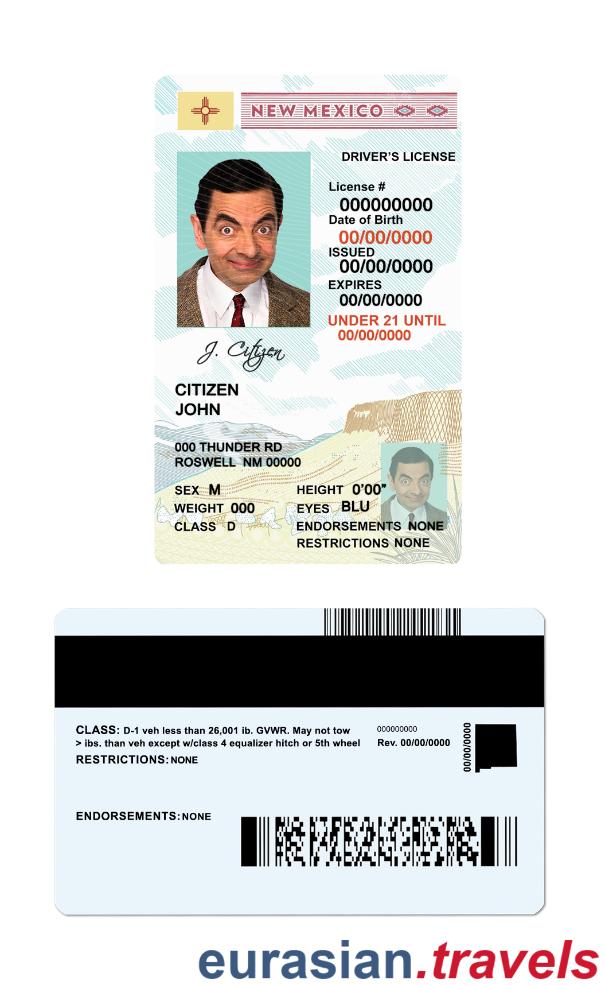 NEW MEXICO
DRIVER'S LICENSE
License #
000000000
Date of Birth
00/00/0000
ISSUED
00/00/0000
EXPIRES
00/00/0000
UNDER 21 UNTIL
00/00/0000
J. Citizen
CITIZEN
JOHN
000 THUNDER RD
ROSWELL NM 00000
SEX M HEIGHT 0'00"
WEIGHT 000 EYES BLU
CLASS D ENDORSEMENTS NONE
RESTRICTIONS NONE
CLASS: D-1 veh less than 26,001 ib. GVWR. May not tow
> ibs. than veh except w/class 4 equalizer hitch or 5th wheel
RESTRICTIONS: NONE
000000000
Rev. 00/00/0000
00/00/0000
ENDORSEMENTS: NONE
eurasian.travels